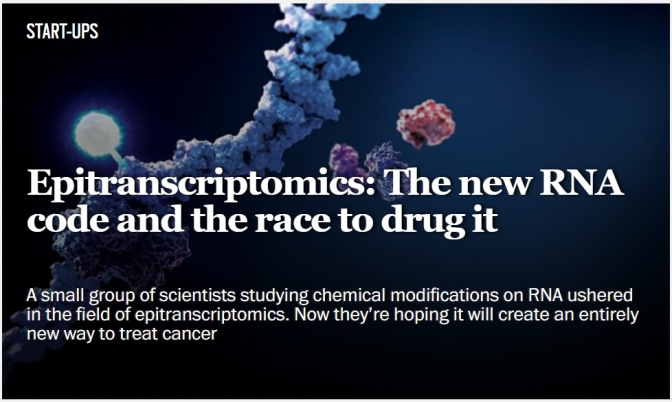 START-UPS
Epitranscriptomics: The new RNA
code and the race to drug it
A small group of scientists studying chemical modifications on RNA ushered
in the field of epitranscriptomics. Now they’re hoping it will create an entirely
new way to treat cancer